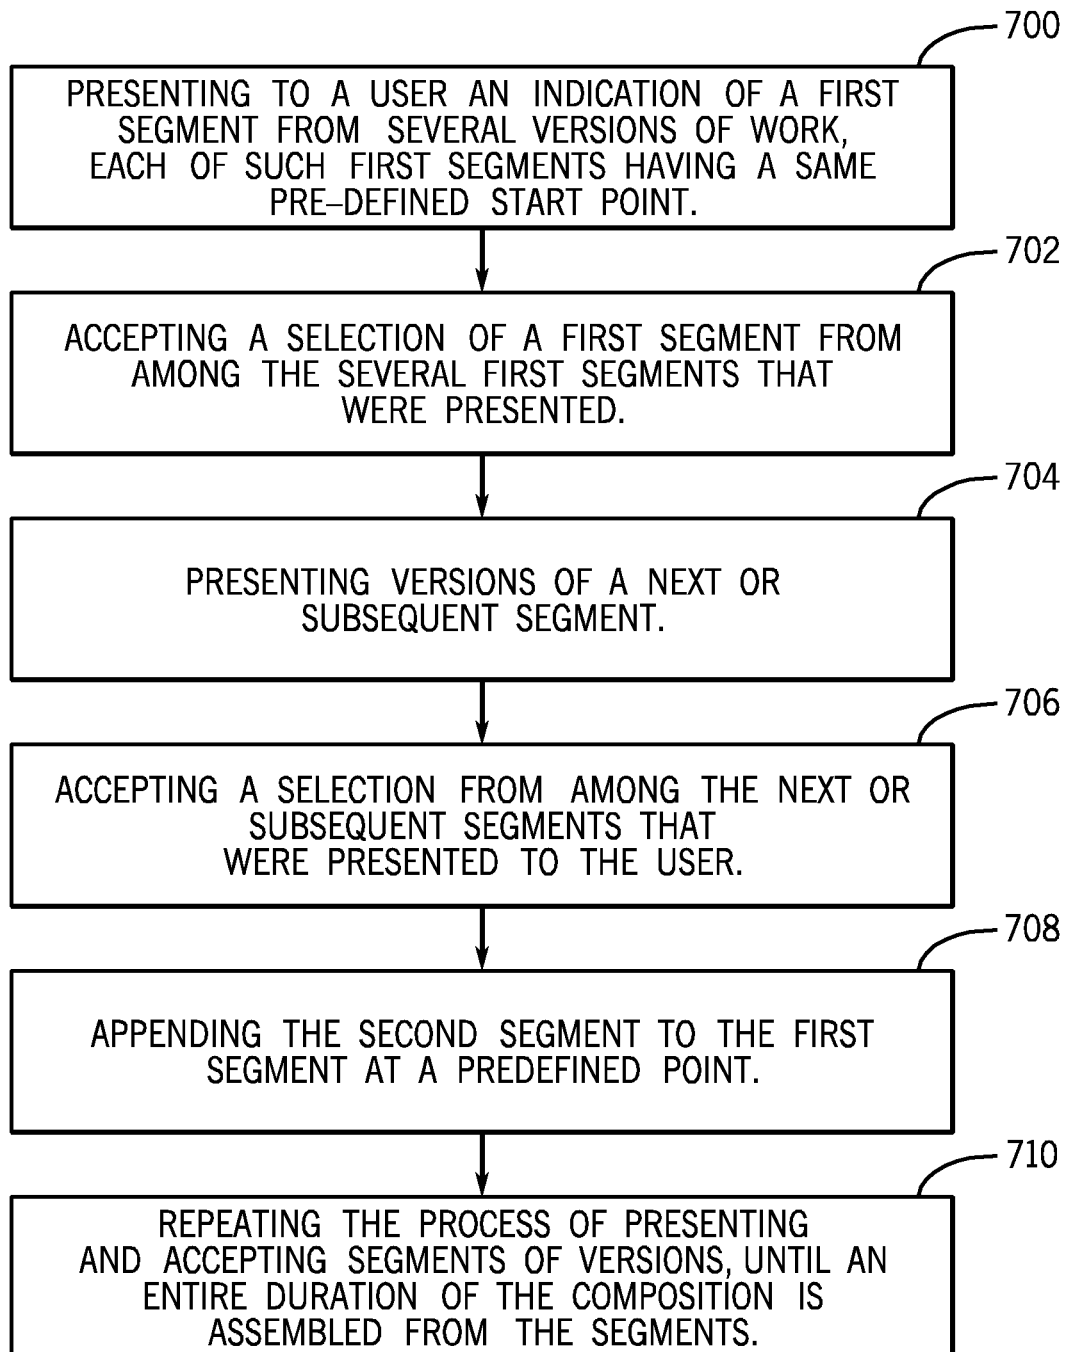 700
PRESENTING TO A USER AN INDICATION OF A FIRST
SEGMENT FROM SEVERAL VERSIONS OF WORK,
EACH OF SUCH FIRST SEGMENTS HAVING A SAME
PRE–DEFINED START POINT.
702
ACCEPTING A SELECTION OF A FIRST SEGMENT FROM
AMONG THE SEVERAL FIRST SEGMENTS THAT
WERE PRESENTED.
704
PRESENTING VERSIONS OF A NEXT OR
SUBSEQUENT SEGMENT.
706
ACCEPTING A SELECTION FROM AMONG THE NEXT OR
SUBSEQUENT SEGMENTS THAT
WERE PRESENTED TO THE USER.
708
APPENDING THE SECOND SEGMENT TO THE FIRST
SEGMENT AT A PREDEFINED POINT.
710
REPEATING THE PROCESS OF PRESENTING
AND ACCEPTING SEGMENTS OF VERSIONS, UNTIL AN
ENTIRE DURATION OF THE COMPOSITION IS
ASSEMBLED FROM THE SEGMENTS.